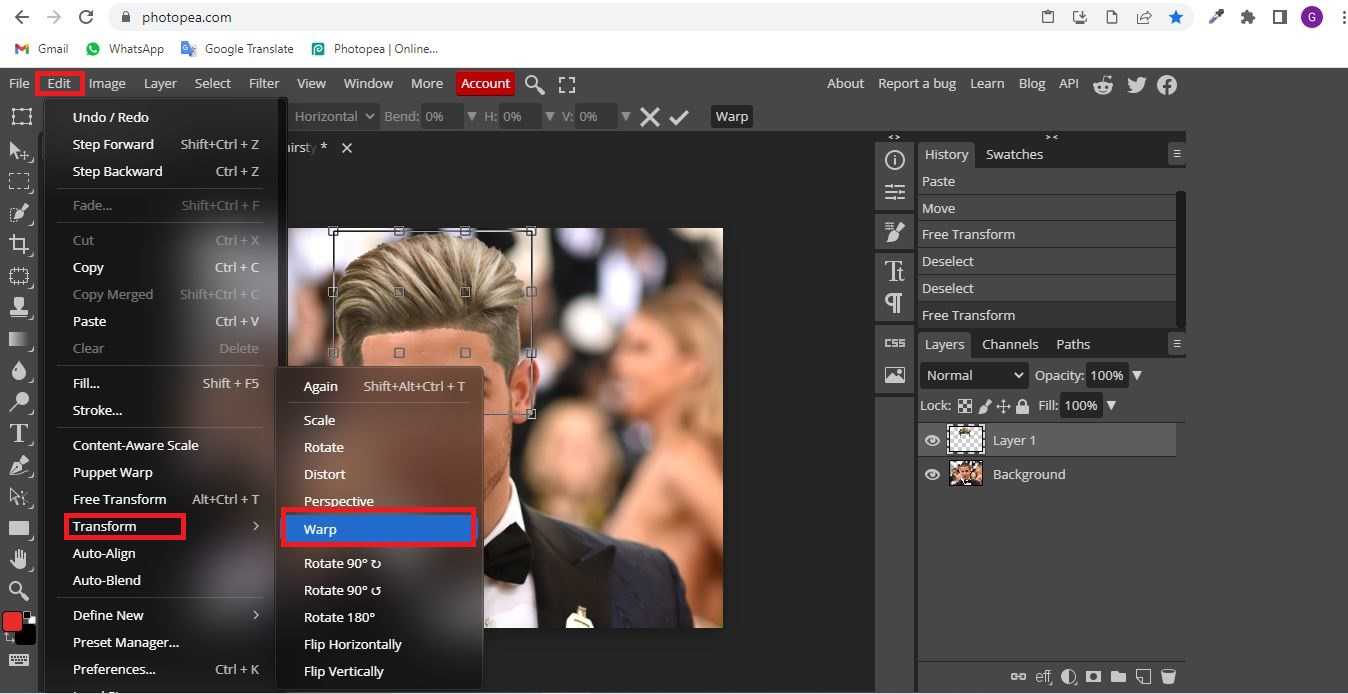 photopea.com
G
Gmail WhatsApp Google Translate Photopea | Online...
File Edit Image Layer Select Filter View Window More Account About Report a bug Learn Blog API
Horizontal Bend: 0% H: 0% V: 0% Warp
Undo / Redo
Step Forward Shift+Ctrl + Z
Step Backward Ctrl + Z
Fade... Shift+Ctrl + F
Cut Ctrl + X
Copy Ctrl + C
Copy Merged Shift+Ctrl + C
Paste Ctrl + V
Clear Delete
Fill... Shift + F5
Stroke...
Content-Aware Scale
Puppet Warp
Free Transform Alt+Ctrl + T
Transform >
Auto-Align
Auto-Blend
Define New >
Preset Manager...
Preferences... Ctrl + K
irsty *
Again Shift+Alt+Ctrl + T
Scale
Rotate
Distort
Perspective
Warp
Rotate 90° ↻
Rotate 90° ↺
Rotate 180°
Flip Horizontally
Flip Vertically
CSS
History Swatches
Paste
Move
Free Transform
Deselect
Deselect
Free Transform
Layers Channels Paths
Normal Opacity: 100%
Lock: Fill: 100%
Layer 1
Background
eff